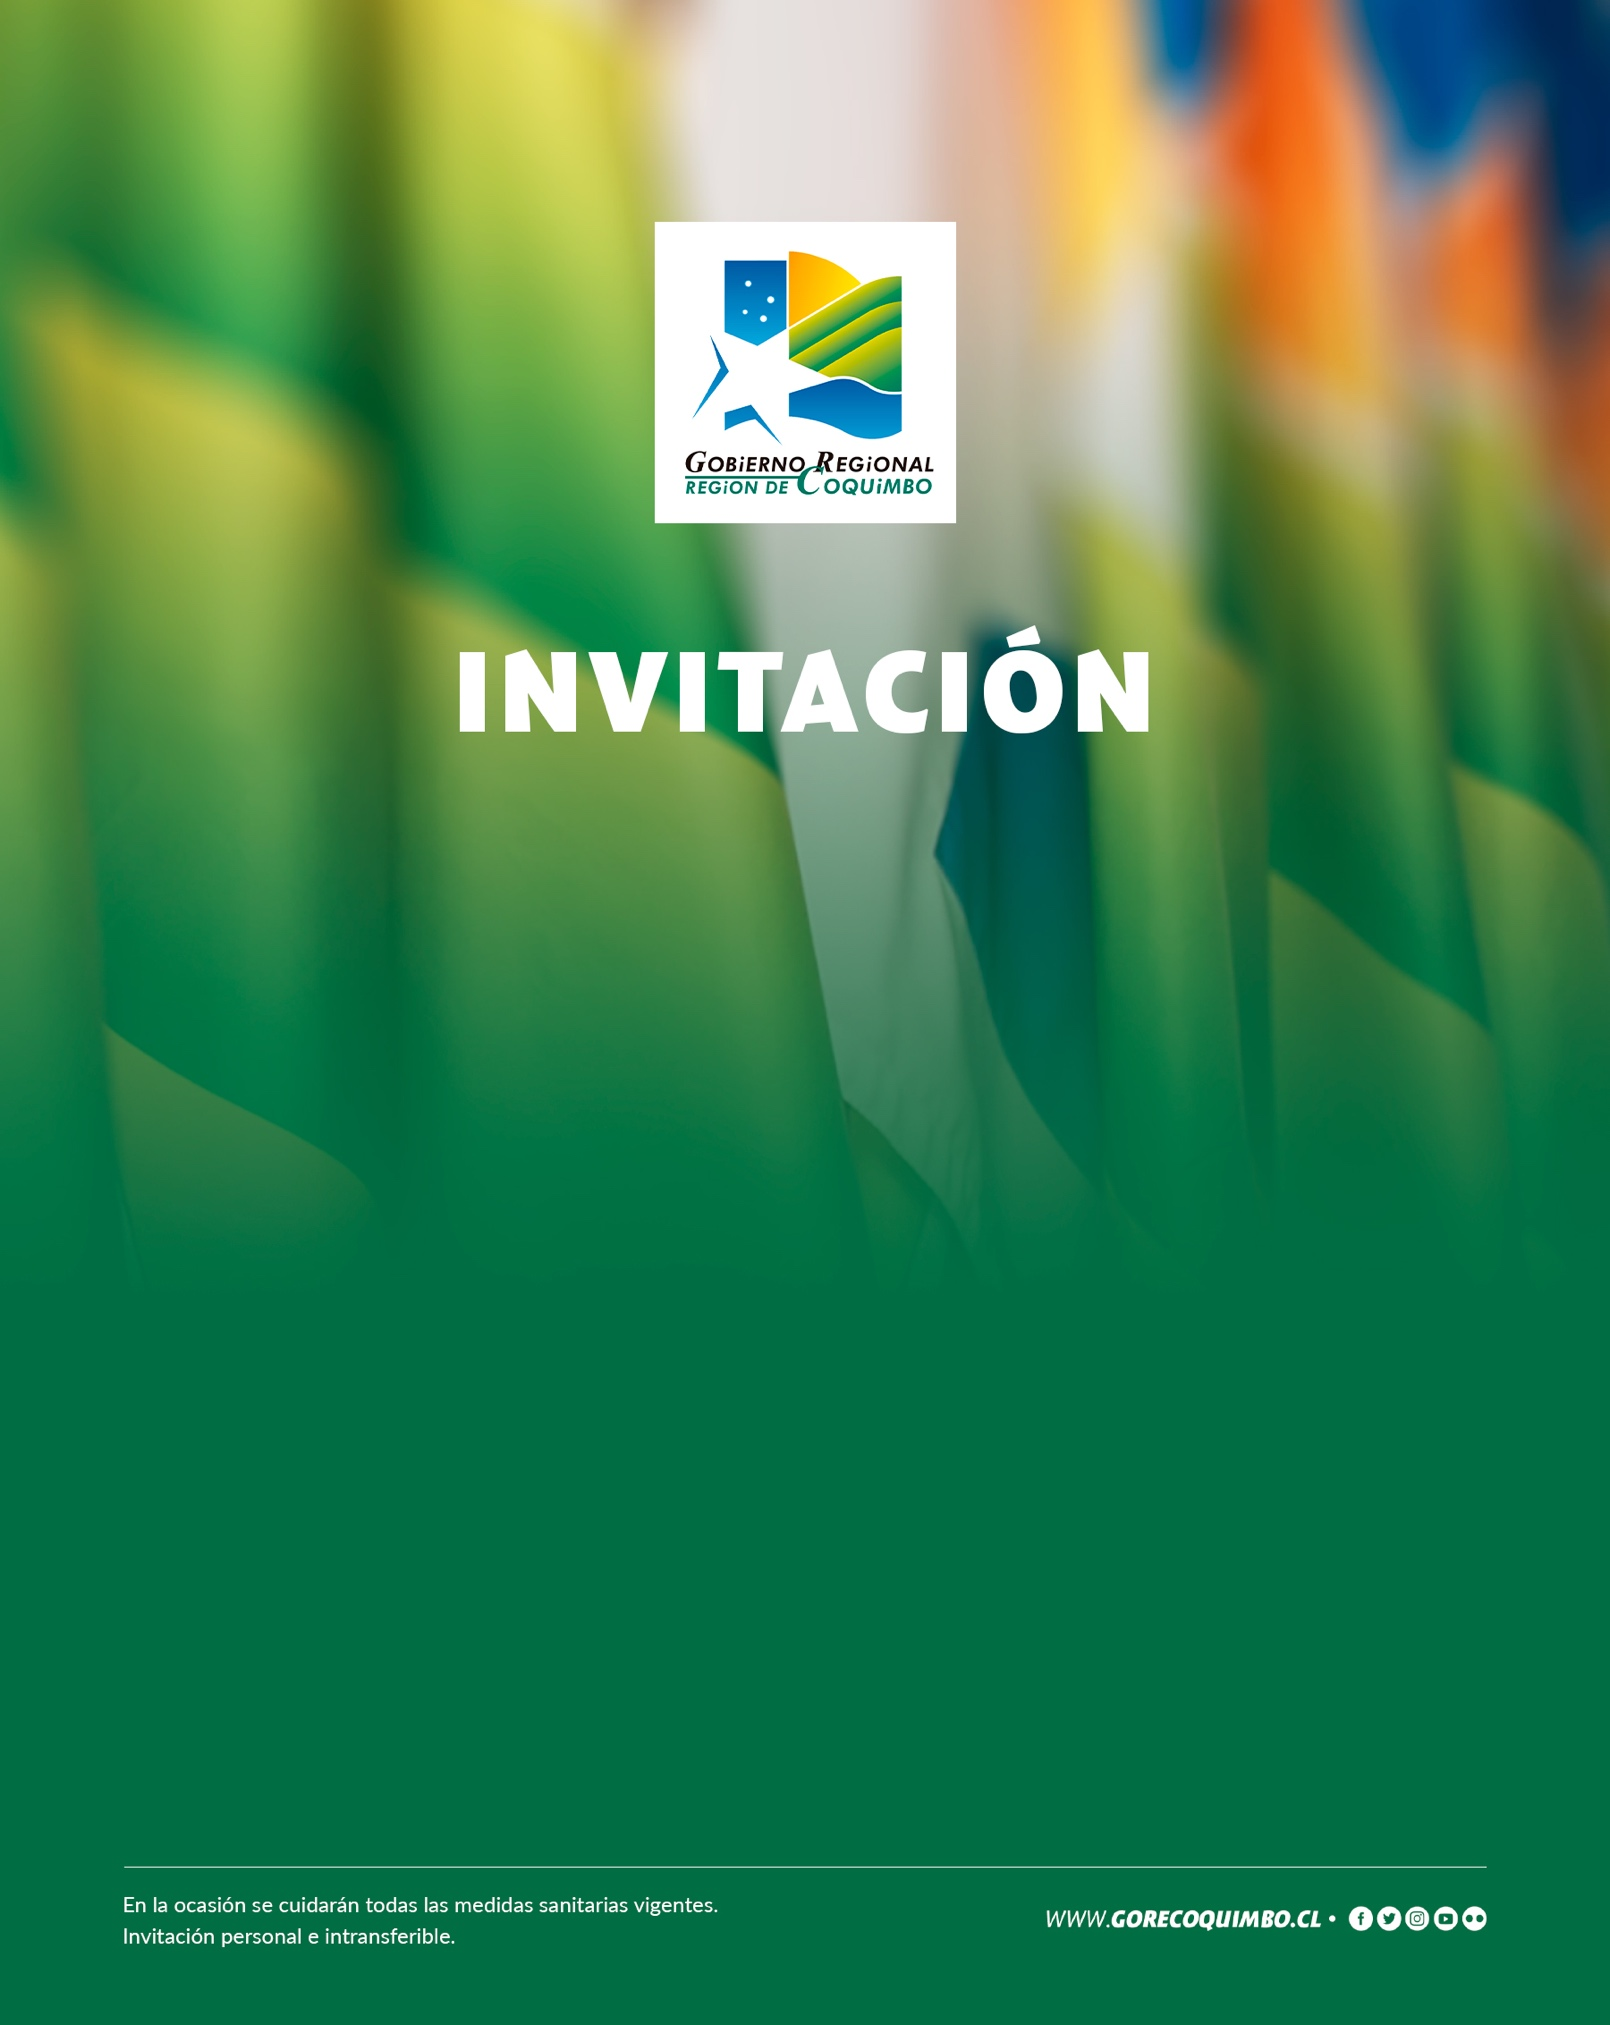 GOBiERNO REGiONAL
REGiON DE COQUiMBO
INVITACIÓN
En la ocasión se cuidarán todas las medidas sanitarias vigentes.
Invitación personal e intransferible.
WWW.GORECOQUIMBO.CL •